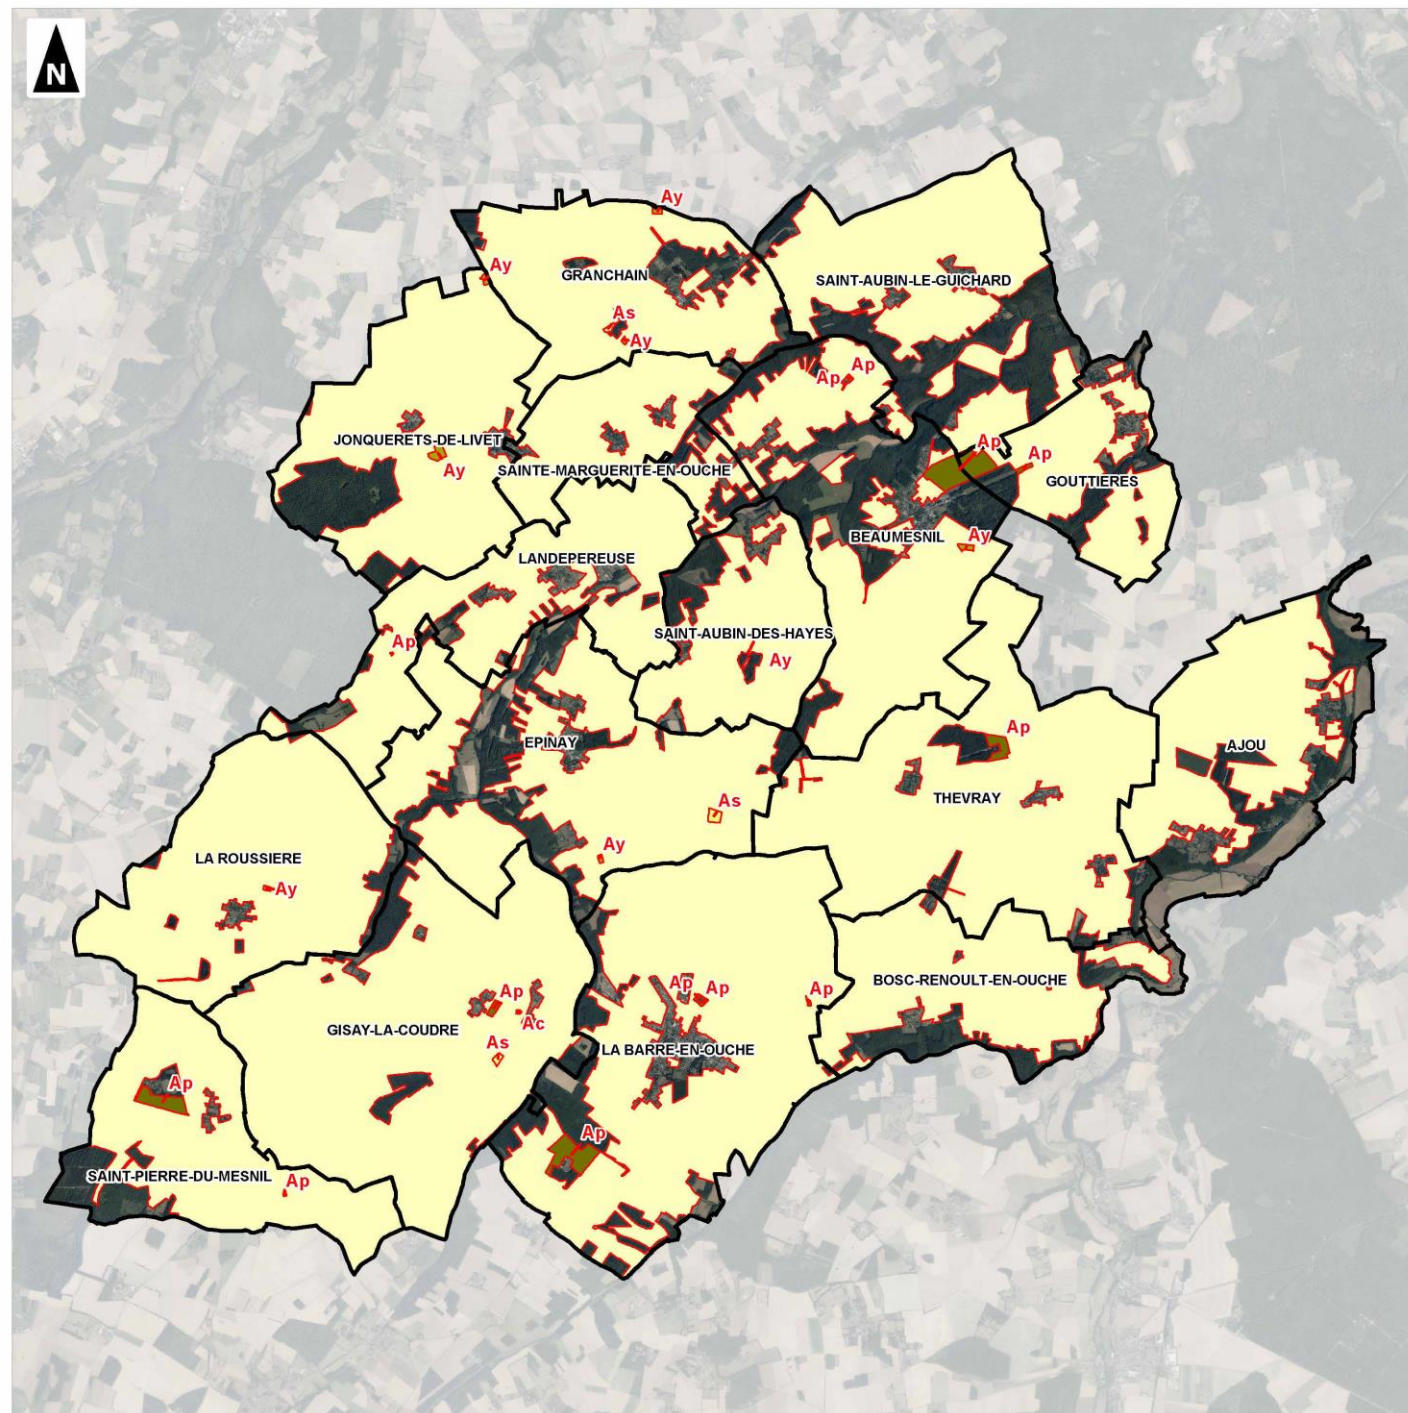 N
Ay
Ay
GRANCHAIN
SAINT-AUBIN-LE-GUICHARD
As
Ay
Ap
Ap
JONQUERETS-DE-LIVET
Ay
SAINTE-MARGUERITE-EN-OUCHE
Ap
Ap
GOUTTIERES
BEAUMESNIL
Ay
LANDEPEREUSE
SAINT-AUBIN-DES-HAYES
Ap
Ay
EPINAY
Ap
AJOU
THEVRAY
As
Ay
LA ROUSSIERE
Ay
BOSC-RENOULT-EN-OUCHE
Ap
Ap
Ap
Ap
Ac
GISAY-LA-COUDRE
As
LA BARRE-EN-OUCHE
Ap
Ap
SAINT-PIERRE-DU-MESNIL
Ap